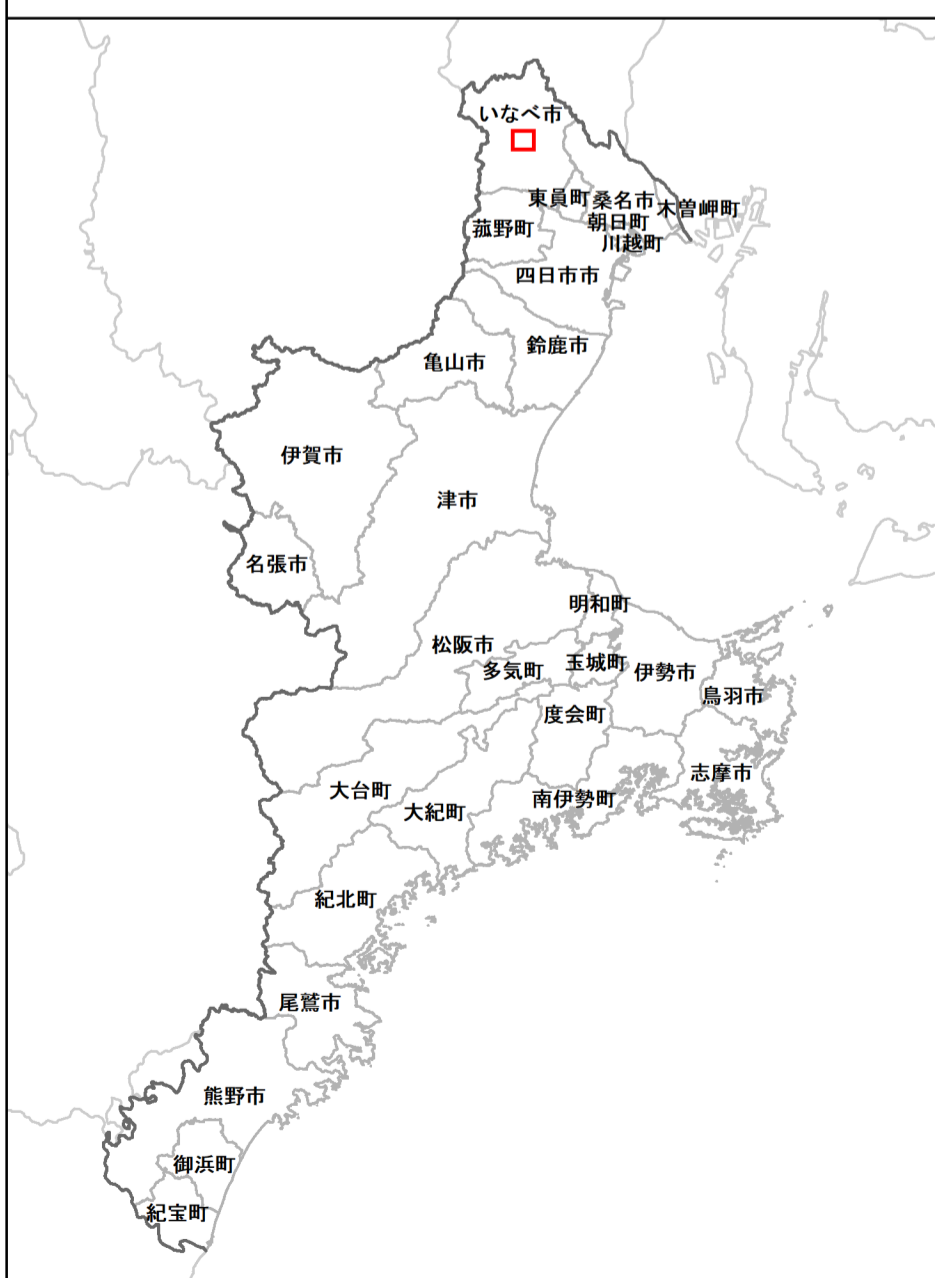 いなべ市
東員町
桑名市
木曽岬町
朝日町
菰野町
川越町
四日市市
鈴鹿市
亀山市
伊賀市
津市
名張市
明和町
松阪市
多気町
玉城町
伊勢市
鳥羽市
度会町
志摩市
大台町
南伊勢町
大紀町
紀北町
尾鷲市
熊野市
御浜町
紀宝町